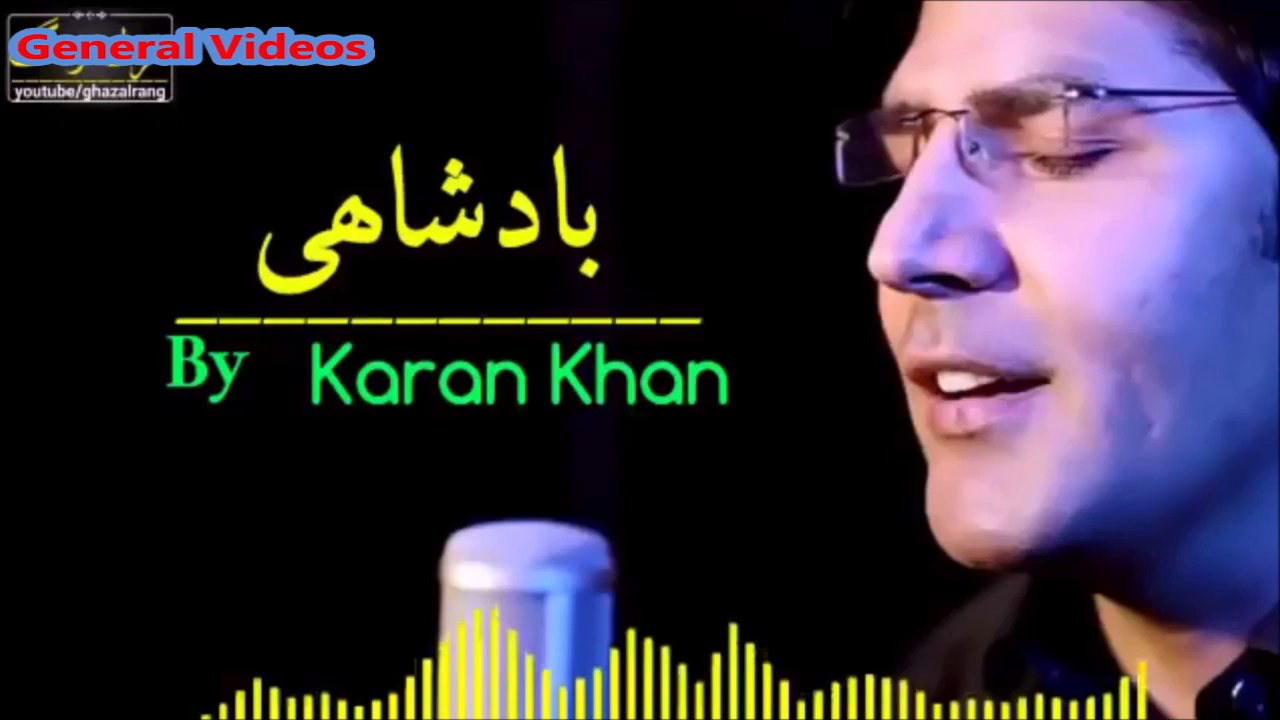 General Videos
youtube/ghazalrang
بادشاهی
By Karan Khan